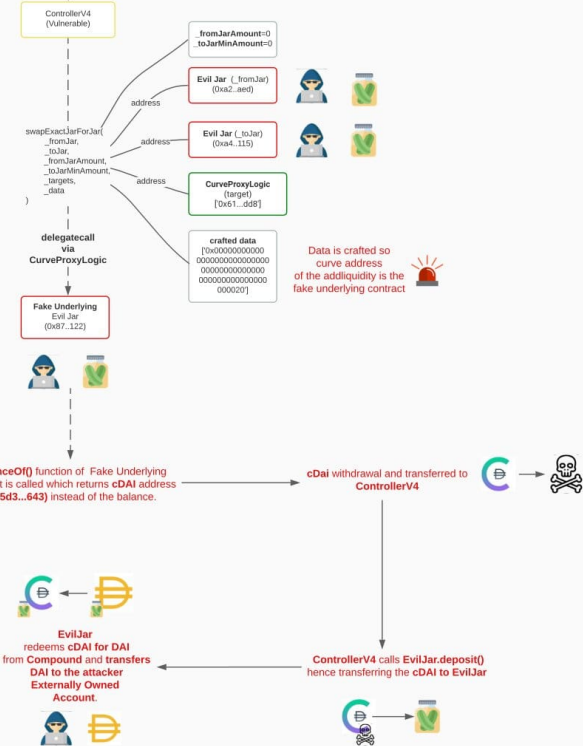 ControllerV4
(Vulnerable)
_fromJarAmount=0
_toJarMinAmount=0
Evil Jar (_fromJar)
(0xa2..aed)
address
swapExactJarForJar(
_fromJar,
_toJar,
_fromJarAmount,
_toJarMinAmount,
_targets,
_data
)
address
Evil Jar (_toJar)
(0xa4..115)
address
CurveProxyLogic
(target)
['0x61...dd8']
delegatecall
via
CurveProxyLogic
crafted data
['0x00000000000
0000000000000000
00000000000000
000000000000000
000020']
Data is crafted so
curve address
of the addliquidity is the
fake underlying contract
Fake Underlying
Evil Jar
(0x87..122)
nceOf() function of Fake Underlying
t is called which returns cDAI address
5d3...643) instead of the balance.
cDai withdrawal and transferred to
ControllerV4
EvilJar
redeems cDAI for DAI
from Compound and transfers
DAI to the attacker
Externally Owned
Account.
ControllerV4 calls EvilJar.deposit()
hence transferring the cDAI to EvilJar